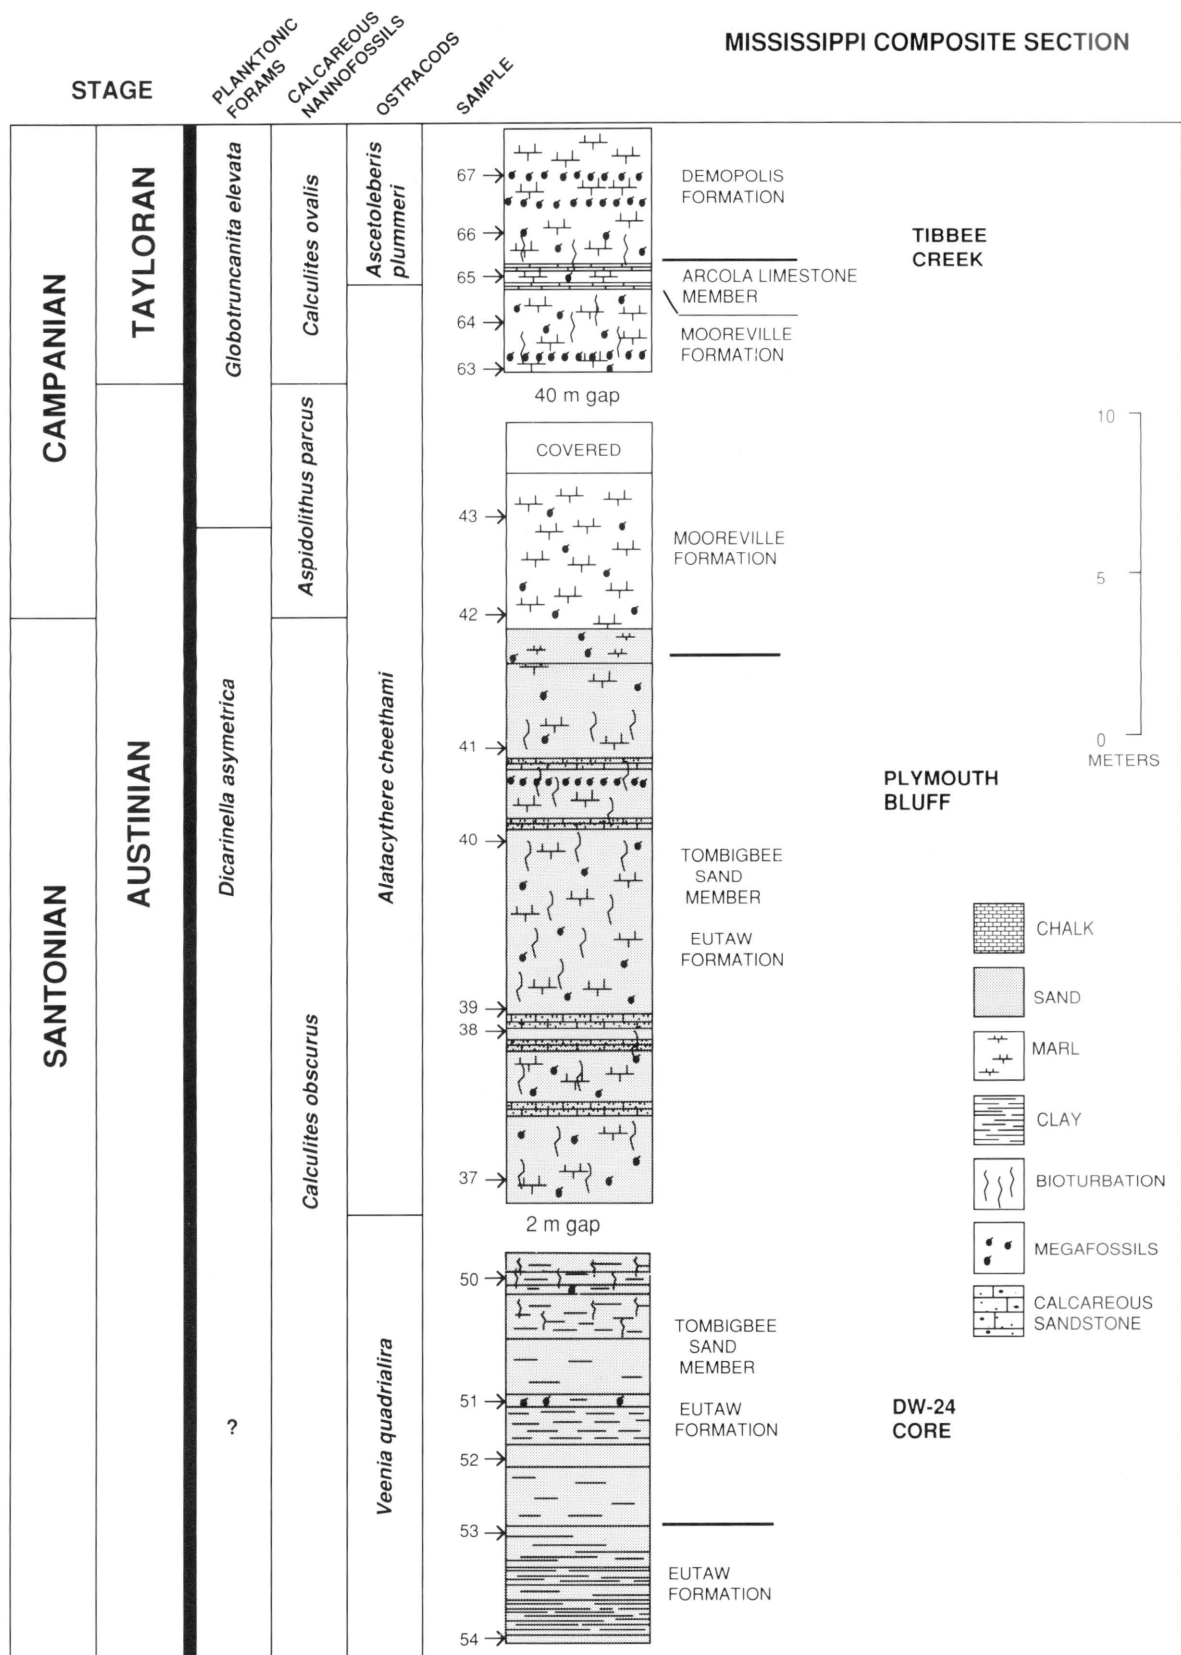 MISSISSIPPI COMPOSITE SECTION
STAGE
PLANKTONIC
FORAMS
CALCAREOUS
NANNOFOSSILS
OSTRACODS
SAMPLE
CAMPANIAN
SANTONIAN
TAYLORAN
AUSTINIAN
Globotruncanita elevata
Dicarinella asymetrica
?
Calculites ovalis
Aspidolithus parcus
Calculites obscurus
Ascetoleberis
plummeri
Alatacythere cheethami
Veenia quadrialira
67
66
65
64
63
40 m gap
COVERED
43
42
41
40
39
38
37
2 m gap
50
51
52
53
54
DEMOPOLIS
FORMATION
ARCOLA LIMESTONE
MEMBER
MOOREVILLE
FORMATION
TIBBEE
CREEK
MOOREVILLE
FORMATION
10
5
0
METERS
PLYMOUTH
BLUFF
TOMBIGBEE
SAND
MEMBER
EUTAW
FORMATION
CHALK
SAND
MARL
CLAY
BIOTURBATION
MEGAFOSSILS
CALCAREOUS
SANDSTONE
TOMBIGBEE
SAND
MEMBER
EUTAW
FORMATION
DW-24
CORE
EUTAW
FORMATION